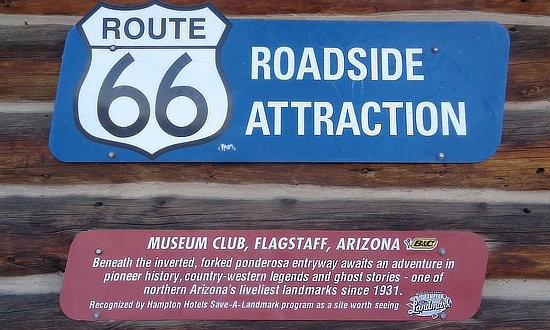 ROUTE
66
ROADSIDE
ATTRACTION
MUSEUM CLUB, FLAGSTAFF, ARIZONA BIC
Beneath the inverted, forked ponderosa entryway awaits an adventure in
pioneer history, country-western legends and ghost stories - one of
northern Arizona's liveliest landmarks since 1931.
Recognized by Hampton Hotels Save-A-Landmark program as a site worth seeing
Landmark